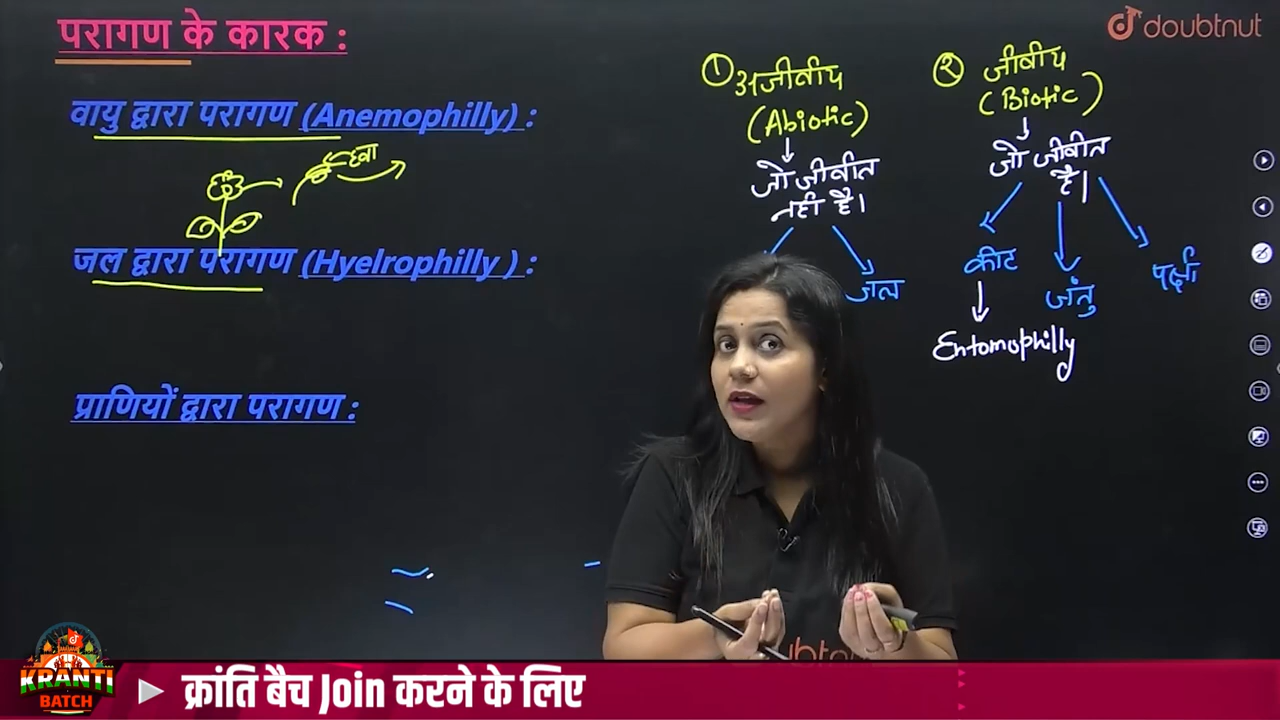 परागण के कारक :
doubtnut
वायु द्वारा परागण (Anemophilly) :
हवा
जल द्वारा परागण (Hyelrophilly ) :
प्राणियों द्वारा परागण :
① अजीवीय
(Abiotic)
जो जीवीत
नहीं है।
जल
② जीवीय
(Biotic)
जो जीवीत
है।
कीट
जंतु
पक्षी
Entomophilly
KRANTI
BATCH
क्रांति बैच Join करने के लिए